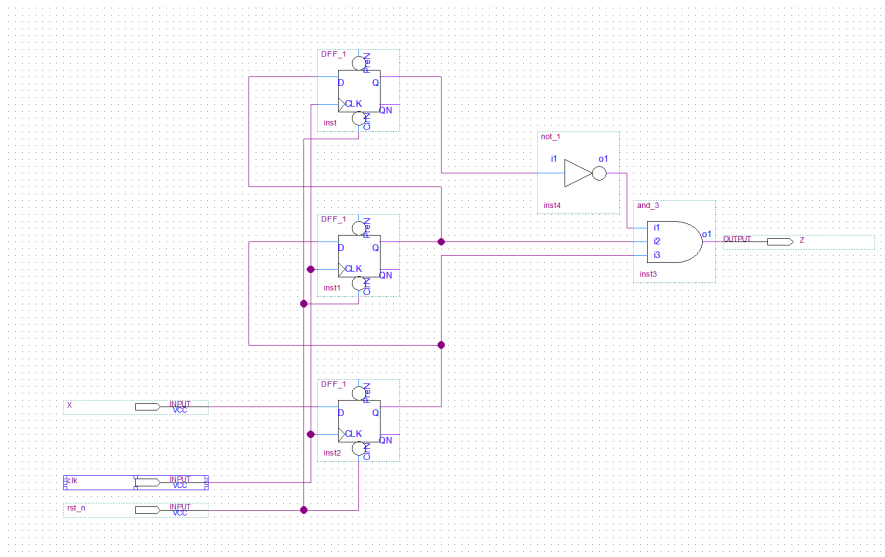 DFF_1
PreN
D
Q
CLK
QN
ClrN
inst
not_1
i1
o1
inst4
DFF_1
PreN
D
Q
CLK
QN
ClrN
inst1
and_3
i1
i2
i3
o1
inst3
OUTPUT
Z
DFF_1
PreN
D
Q
CLK
QN
ClrN
inst2
X
INPUT
VCC
clk
INPUT
VCC
rst_n
INPUT
VCC